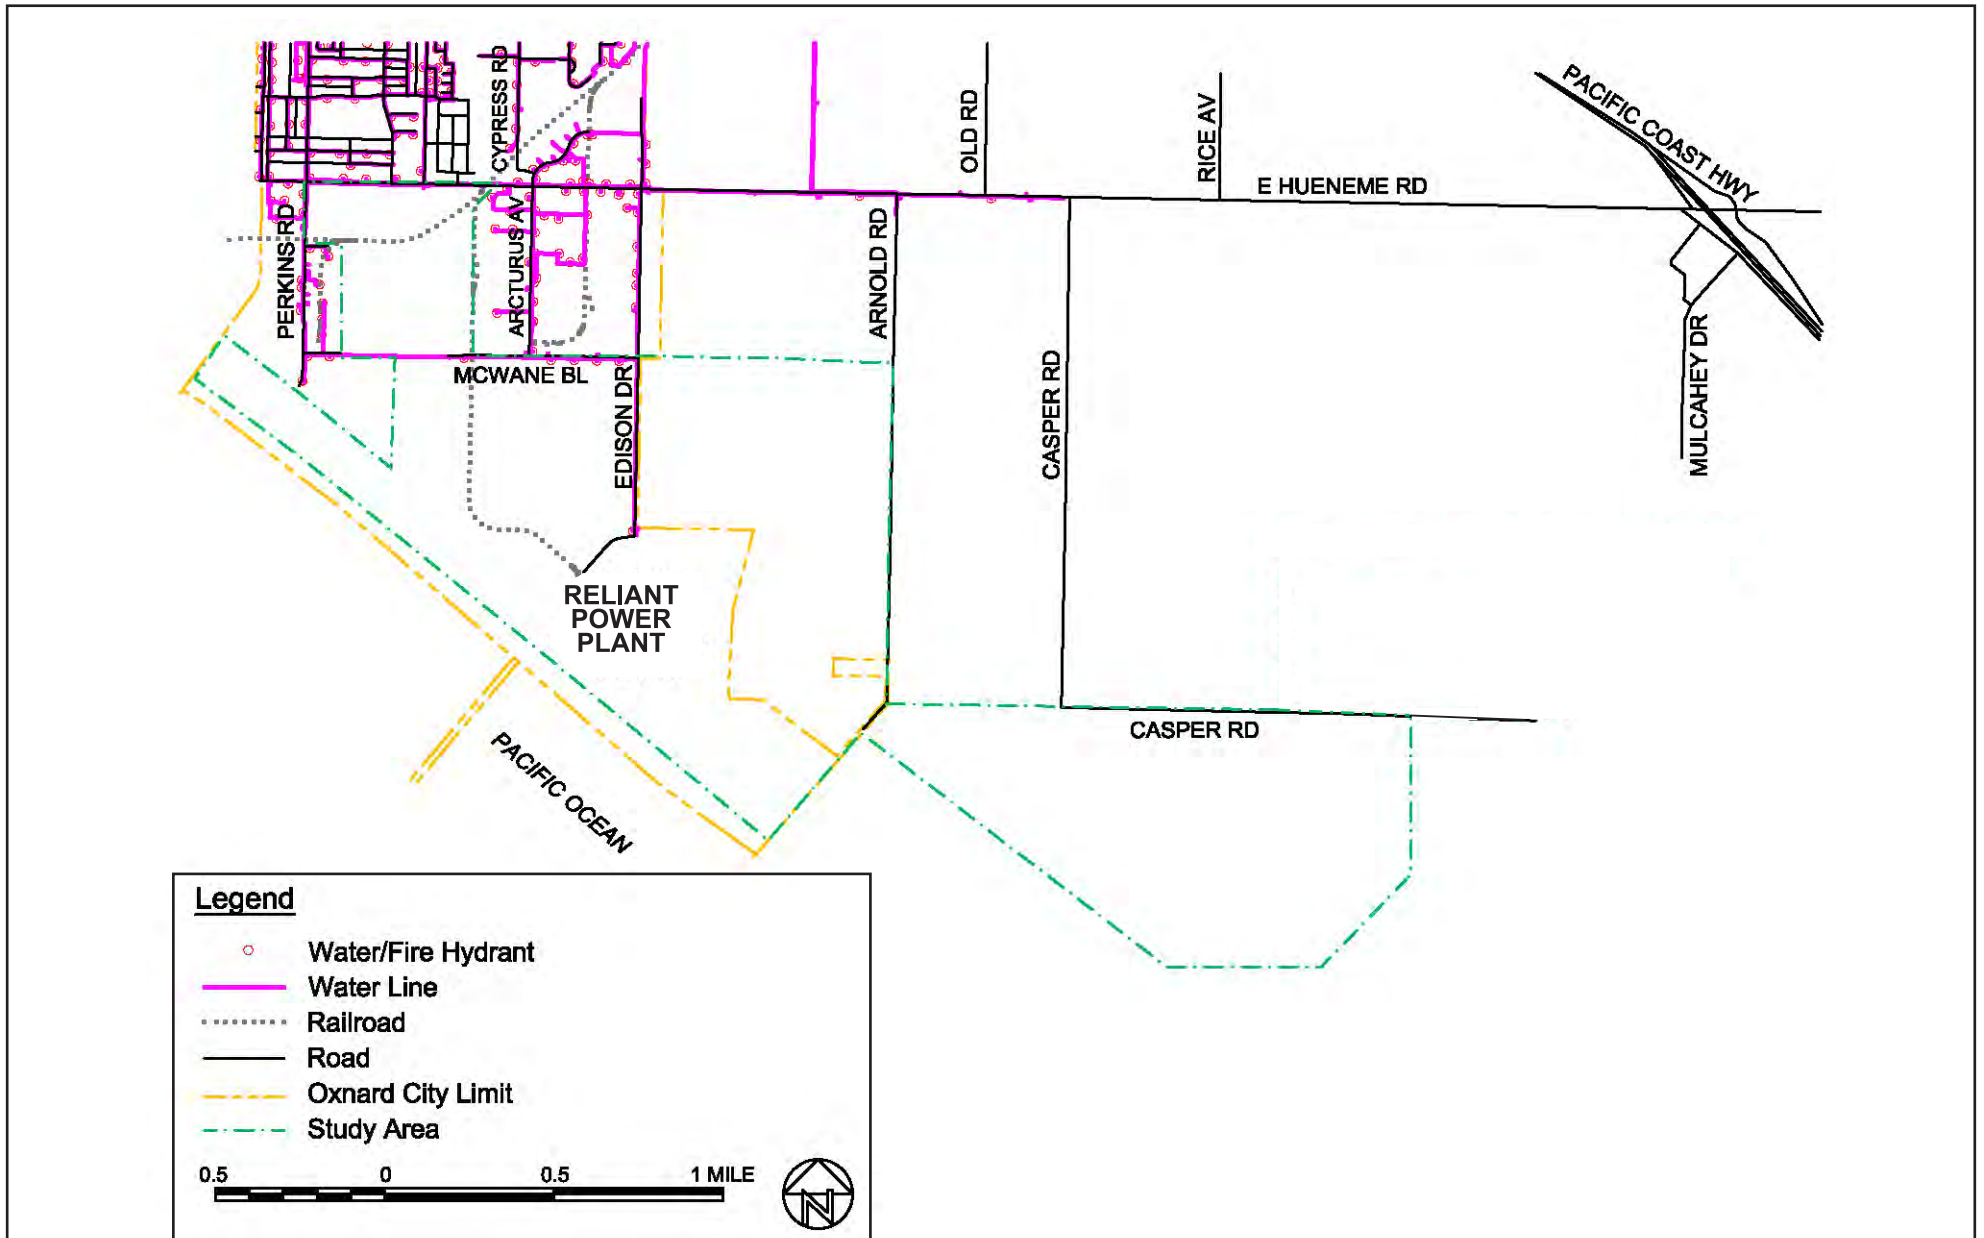 CYPRESS RD
OLD RD
RICE AV
PACIFIC COAST HWY
E HUENEME RD
PERKINS RD
ARCTURUS AV
ARNOLD RD
MULCAHEY DR
MCWANE BL
EDISON DR
CASPER RD
RELIANT
POWER
PLANT
CASPER RD
PACIFIC OCEAN
Legend
Water/Fire Hydrant
Water Line
Railroad
Road
Oxnard City Limit
Study Area
0.5 0 0.5 1 MILE
N